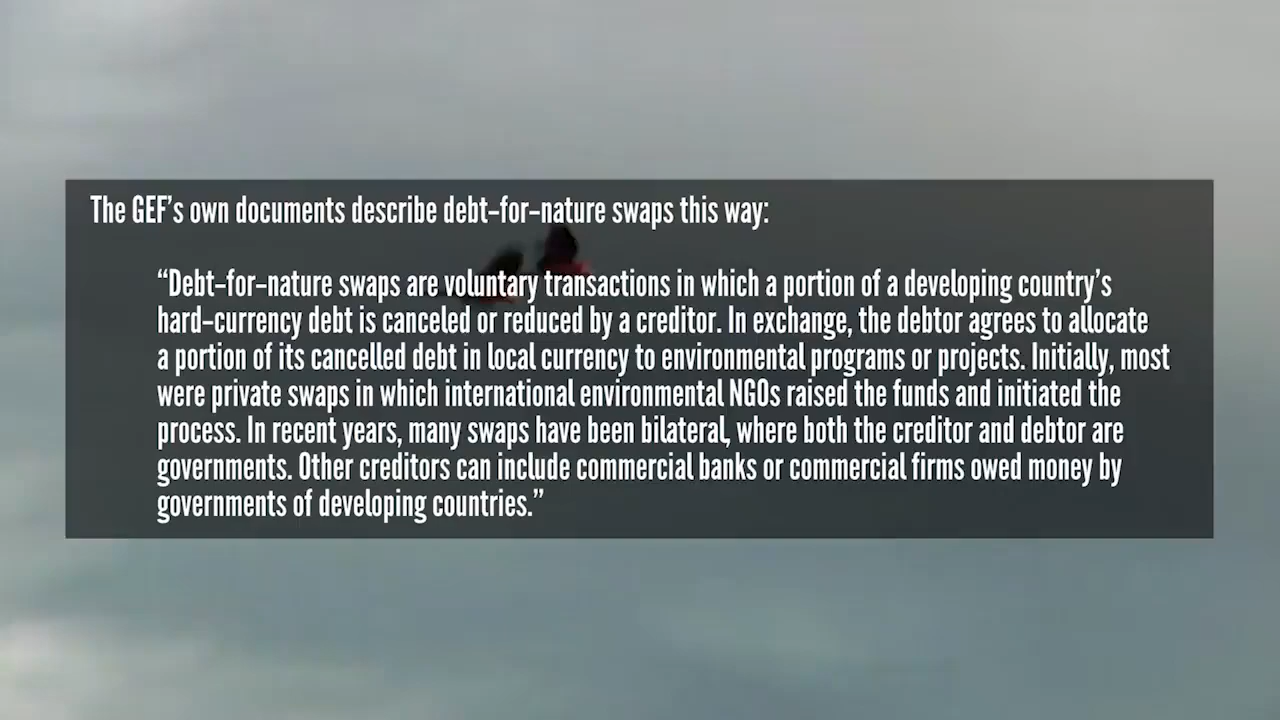 The GEF’s own documents describe debt-for-nature swaps this way:
“Debt-for-nature swaps are voluntary transactions in which a portion of a developing country’s
hard-currency debt is canceled or reduced by a creditor. In exchange, the debtor agrees to allocate
a portion of its cancelled debt in local currency to environmental programs or projects. Initially, most
were private swaps in which international environmental NGOs raised the funds and initiated the
process. In recent years, many swaps have been bilateral, where both the creditor and debtor are
governments. Other creditors can include commercial banks or commercial firms owed money by
governments of developing countries.”